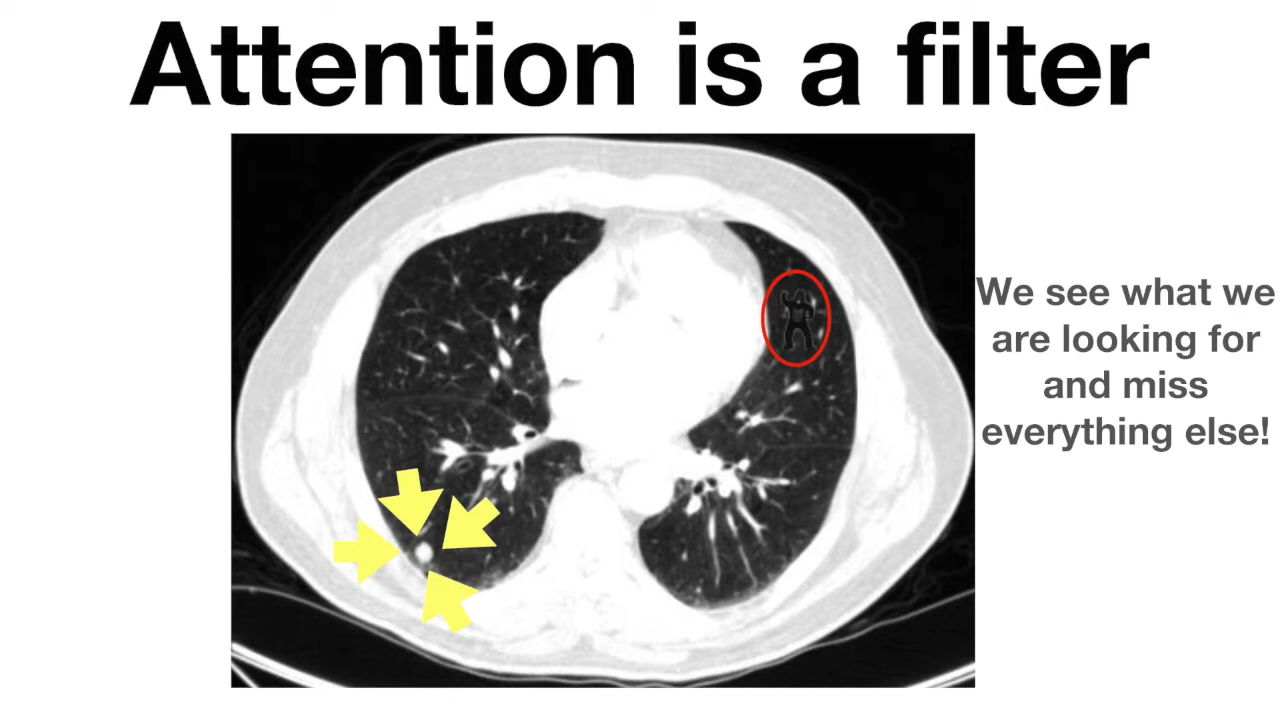 Attention is a filter
We see what we
are looking for
and miss
everything else!